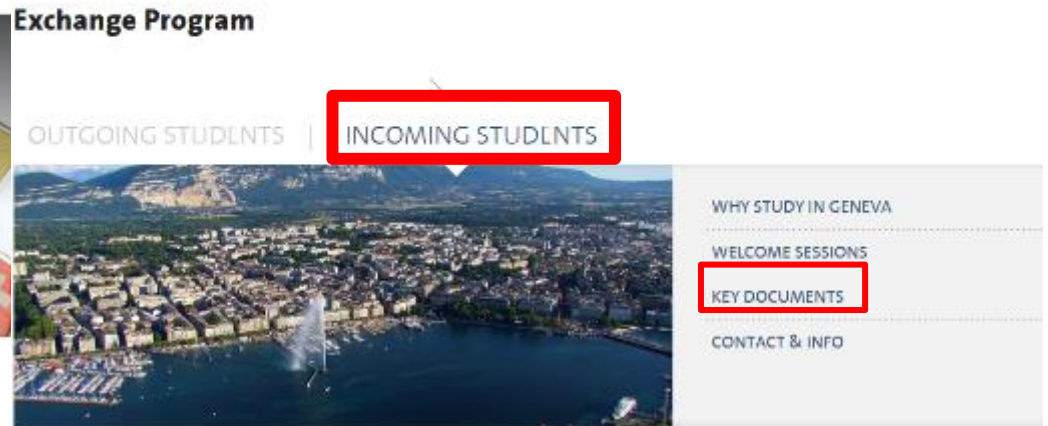 Exchange Program
OUTGOING STUDENTS | INCOMING STUDENTS
WHY STUDY IN GENEVA
WELCOME SESSIONS
KEY DOCUMENTS
CONTACT & INFO